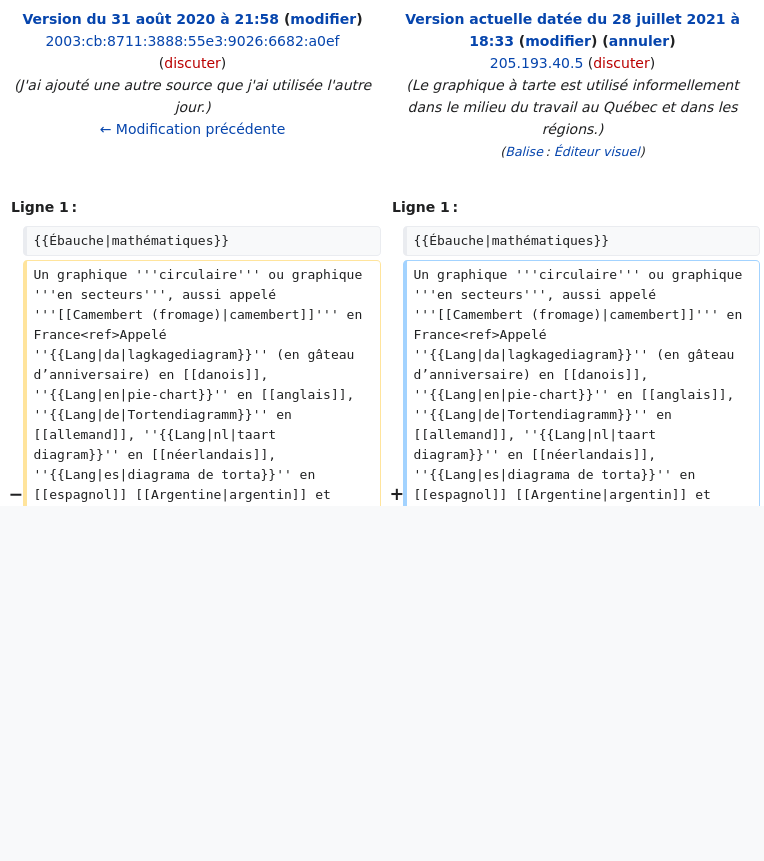 Version du 31 août 2020 à 21:58 (modifier)
2003:cb:8711:3888:55e3:9026:6682:a0ef
(discuter)
(J'ai ajouté une autre source que j'ai utilisée l'autre
jour.)
← Modification précédente
Version actuelle datée du 28 juillet 2021 à
18:33 (modifier) (annuler)
205.193.40.5 (discuter)
(Le graphique à tarte est utilisé informellement
dans le milieu du travail au Québec et dans les
régions.)
(Balise : Éditeur visuel)
Ligne 1 :
{{Ébauche|mathématiques}}
Un graphique '''circulaire''' ou graphique
'''en secteurs''', aussi appelé
'''[[Camembert (fromage)|camembert]]''' en
France<ref>Appelé
''{{Lang|da|lagkagediagram}}'' (en gâteau
d’anniversaire) en [[danois]],
''{{Lang|en|pie-chart}}'' en [[anglais]],
''{{Lang|de|Tortendiagramm}}'' en
[[allemand]], ''{{Lang|nl|taart
diagram}}'' en [[néerlandais]],
''{{Lang|es|diagrama de torta}}'' en
− [[espagnol]] [[Argentine|argentin]] et
Ligne 1 :
{{Ébauche|mathématiques}}
Un graphique '''circulaire''' ou graphique
'''en secteurs''', aussi appelé
'''[[Camembert (fromage)|camembert]]''' en
France<ref>Appelé
''{{Lang|da|lagkagediagram}}'' (en gâteau
d’anniversaire) en [[danois]],
''{{Lang|en|pie-chart}}'' en [[anglais]],
''{{Lang|de|Tortendiagramm}}'' en
[[allemand]], ''{{Lang|nl|taart
diagram}}'' en [[néerlandais]],
''{{Lang|es|diagrama de torta}}'' en
+ [[espagnol]] [[Argentine|argentin]] et